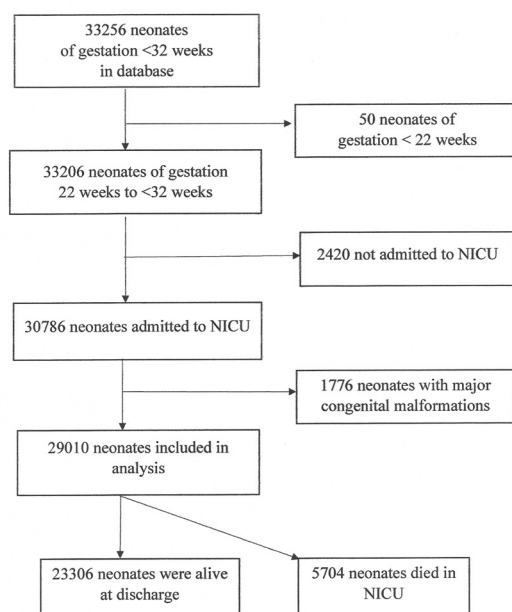 33256 neonates
of gestation <32 weeks
in database
50 neonates of
gestation < 22 weeks
33206 neonates of gestation
22 weeks to <32 weeks
2420 not admitted to NICU
30786 neonates admitted to NICU
1776 neonates with major
congenital malformations
29010 neonates included in
analysis
23306 neonates were alive
at discharge
5704 neonates died in
NICU